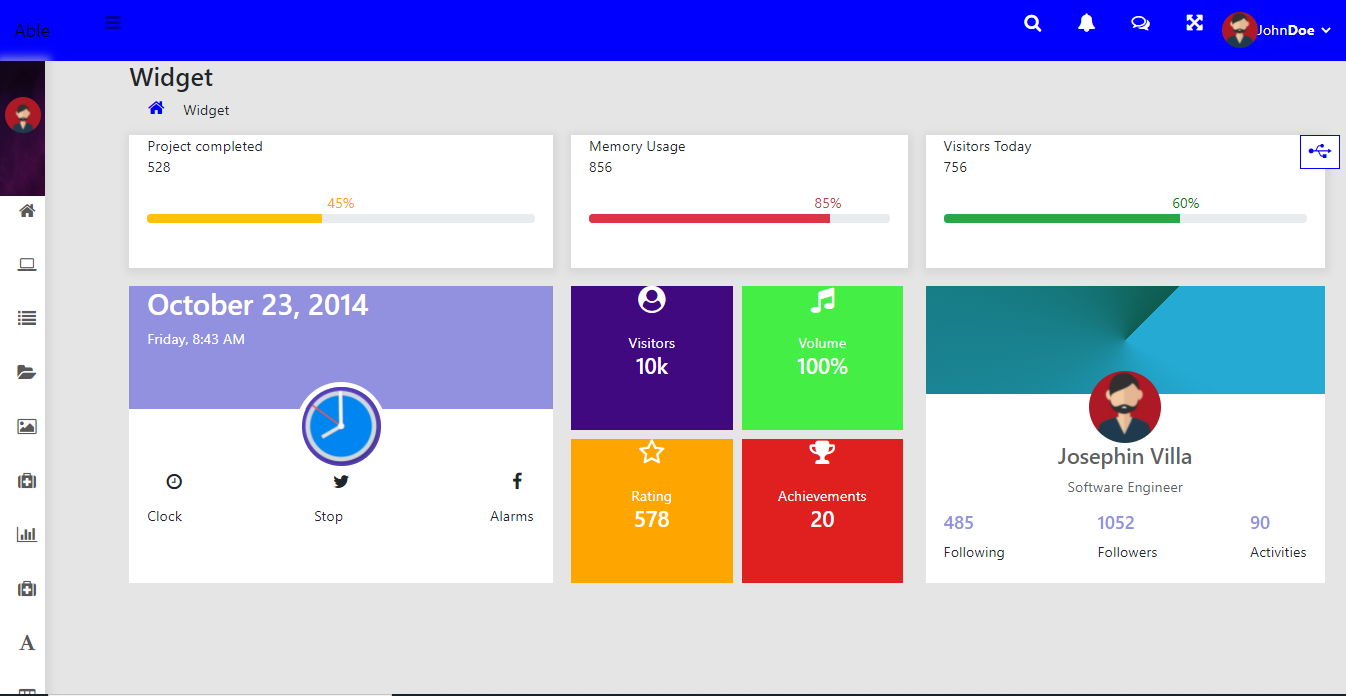 Able
JohnDoe
Widget
Widget
Project completed
528
45%
Memory Usage
856
85%
Visitors Today
756
60%
October 23, 2014
Friday, 8:43 AM
Clock
Stop
Alarms
Visitors
10k
Volume
100%
Rating
578
Achievements
20
Josephin Villa
Software Engineer
485 1052 90
Following Followers Activities